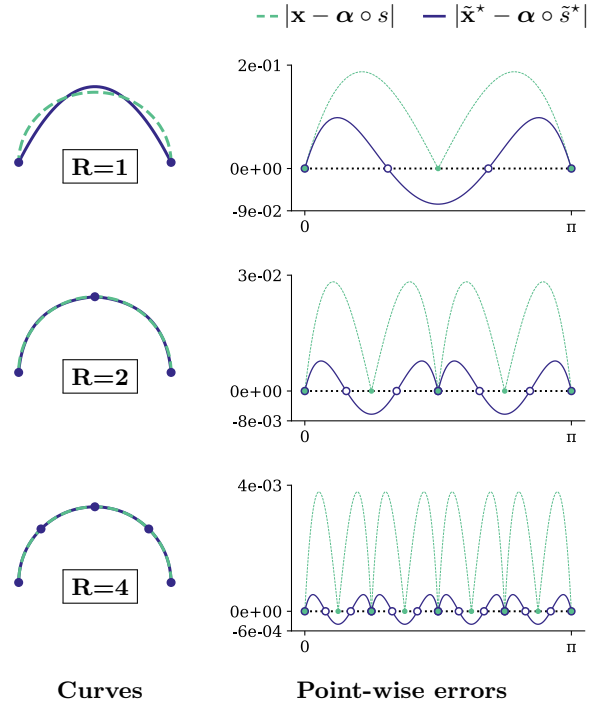 |x − α ∘ s| |x̃* − α ∘ s̃*|
2e-01
0e+00
-9e-02
0 π
R=1
3e-02
0e+00
-8e-03
0 π
R=2
4e-03
0e+00
-6e-04
0 π
R=4
Curves Point-wise errors